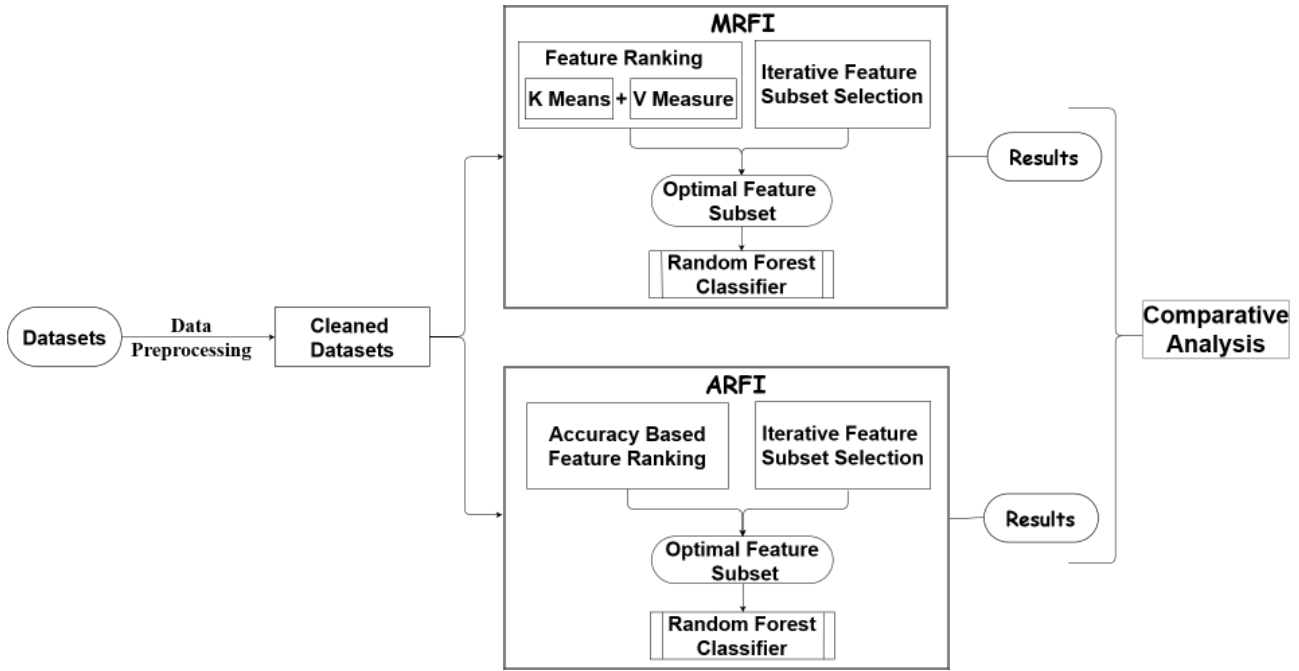 MRFI
Feature Ranking
K Means + V Measure
Iterative Feature
Subset Selection
Optimal Feature
Subset
Random Forest
Classifier
Results
Datasets
Data
Preprocessing
Cleaned
Datasets
Comparative
Analysis
ARFI
Accuracy Based
Feature Ranking
Iterative Feature
Subset Selection
Optimal Feature
Subset
Random Forest
Classifier
Results